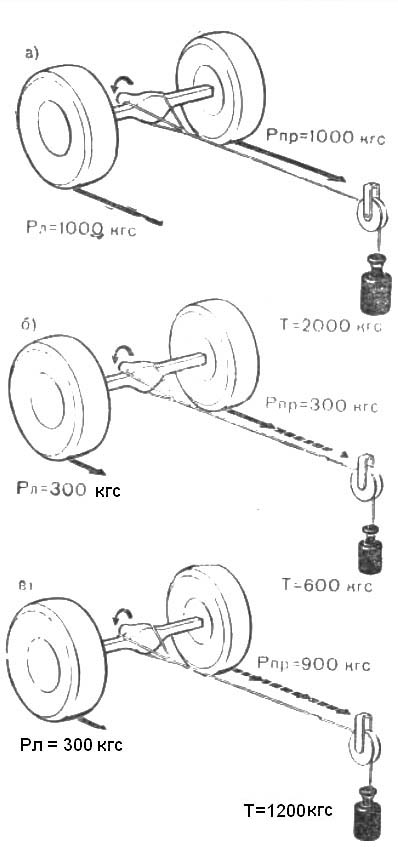 а)
Рпр=1000 кгс
Рл=1000 кгс
Т=2000 кгс
б)
Рпр=300 кгс
Рл=300 кгс
Т=600 кгс
в)
Рпр=900 кгс
Рл = 300 кгс
Т=1200кгс